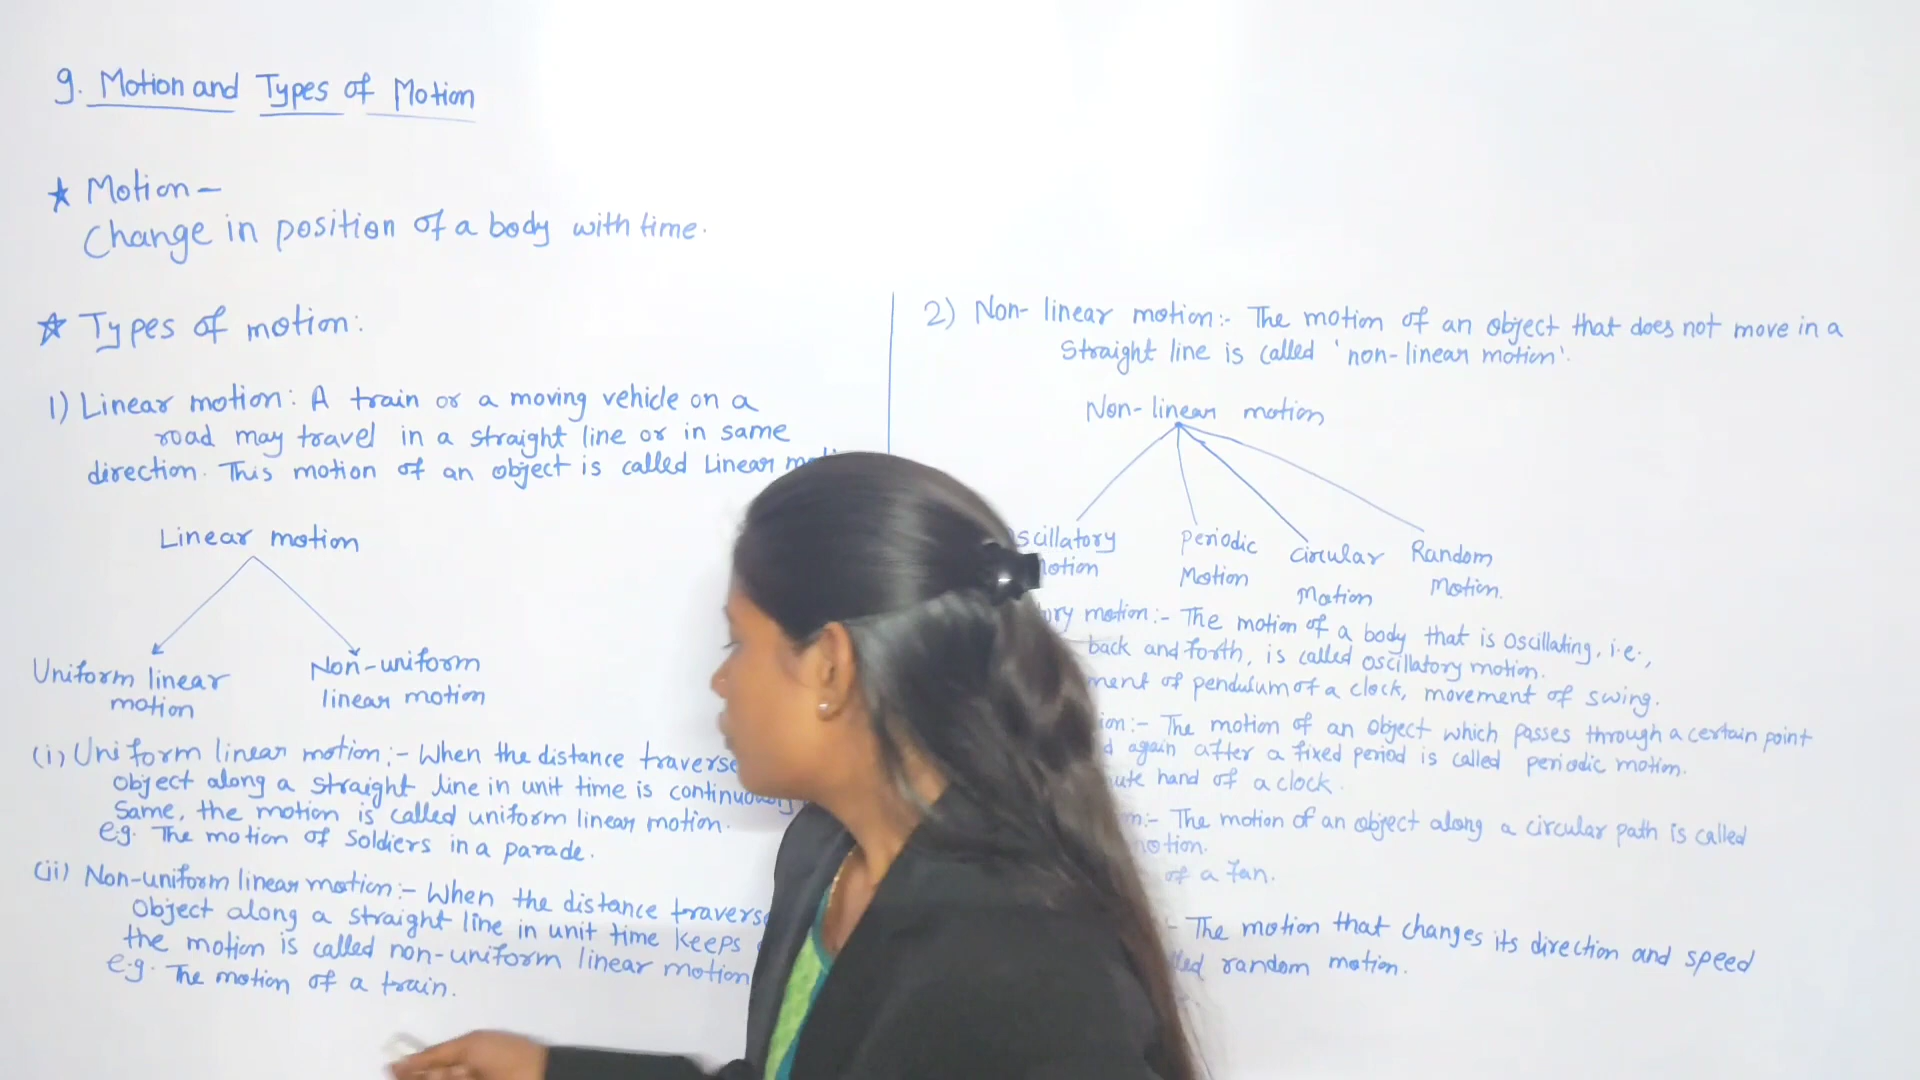 9. Motion and Types of Motion
★ Motion-
Change in position of a body with time.
★ Types of motion:
1) Linear motion: A train or a moving vehicle on a
road may travel in a straight line or in same
direction. This motion of an object is called Linear
Linear motion
Uniform linear
motion
Non-uniform
linear motion
(i) Uniform linear motion:- When the distance
object along a straight line in unit time is
same, the motion is called uniform linear motion.
e.g. The motion of soldiers in a parade.
(ii) Non-uniform linear motion:- When the distance
object along a straight line in unit time keeps
the motion is called non-uniform linear motion
e.g. The motion of a train.
2) Non-linear motion:- The motion of an object that does not move in a
straight line is called 'non-linear motion'.
Non-linear motion
Periodic
Motion
Circular
Mation
Random
Motion.
motion:- The motion of a body that is oscillating, i.e.,
back and forth, is called oscillatory motion.
of pendulum of a clock, movement of swing.
:- The motion of an object which passes through a certain point
again after a fixed period is called periodic motion.
hand of a clock.
:- The motion of an object along a circular path is called
of a fan.
:- The motion that changes its direction and speed
random motion.